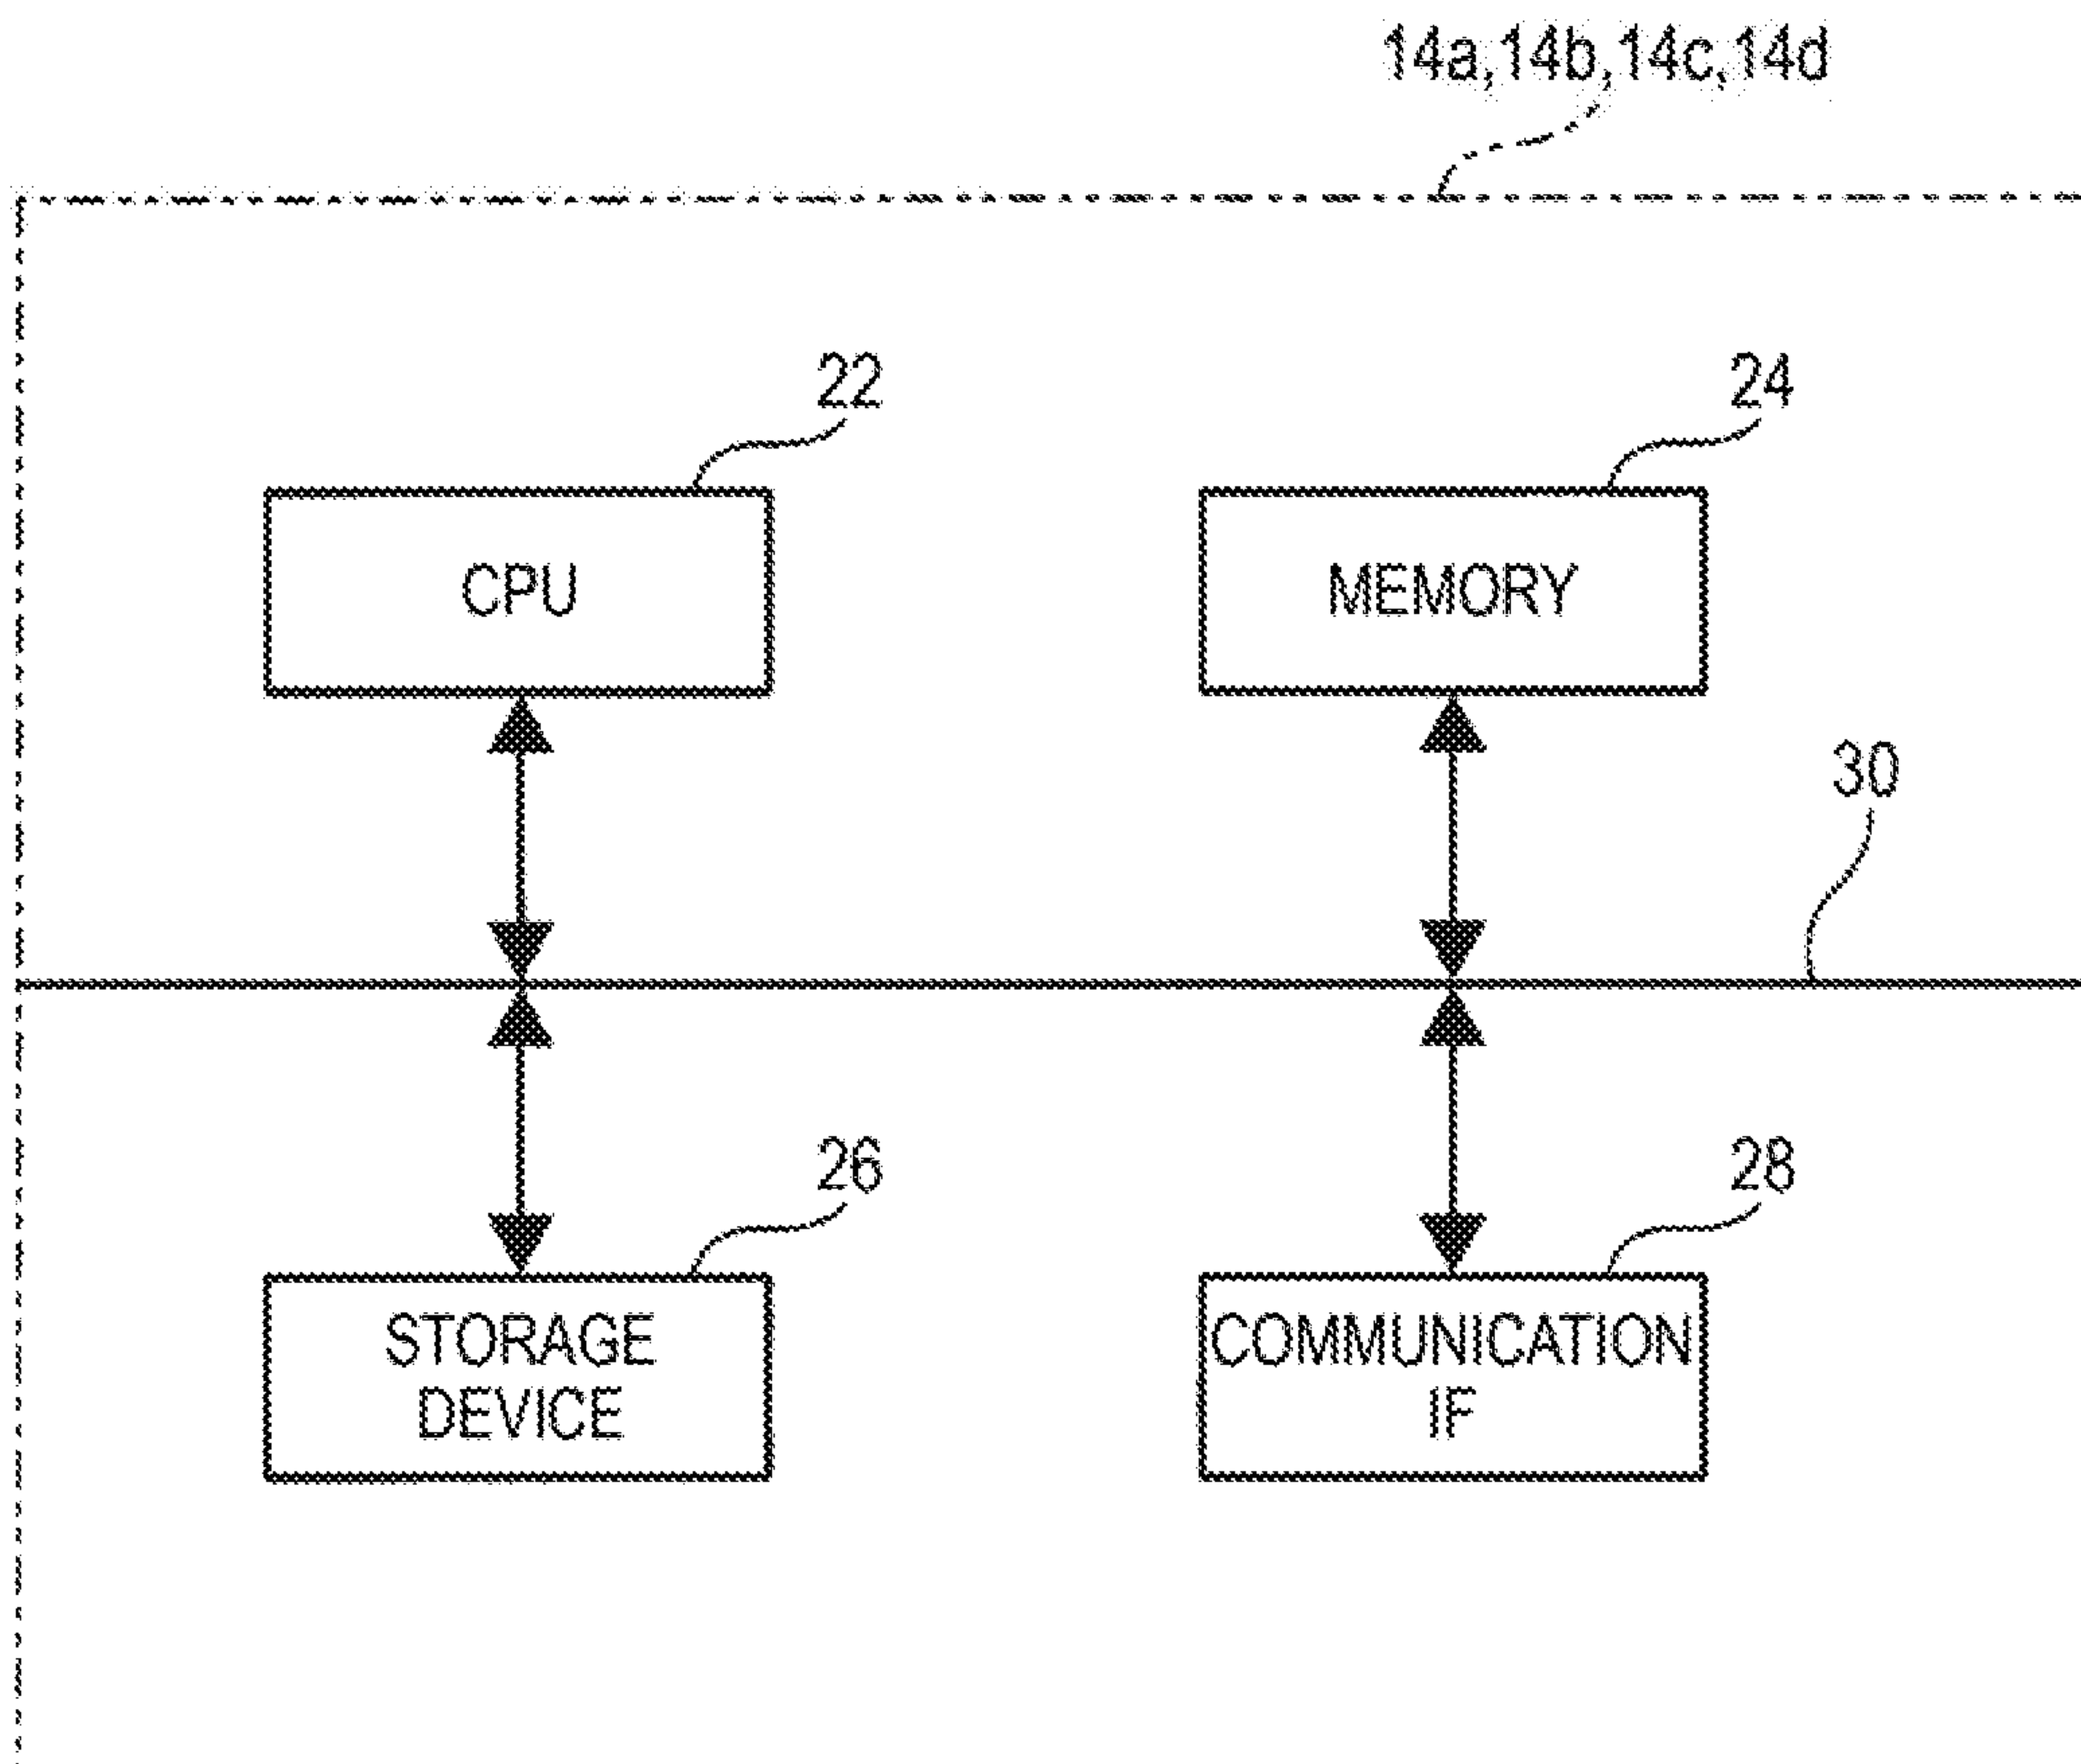 14a,14b,14c,14d
22
24
CPU
MEMORY
30
26
28
STORAGE
DEVICE
COMMUNICATION
IF